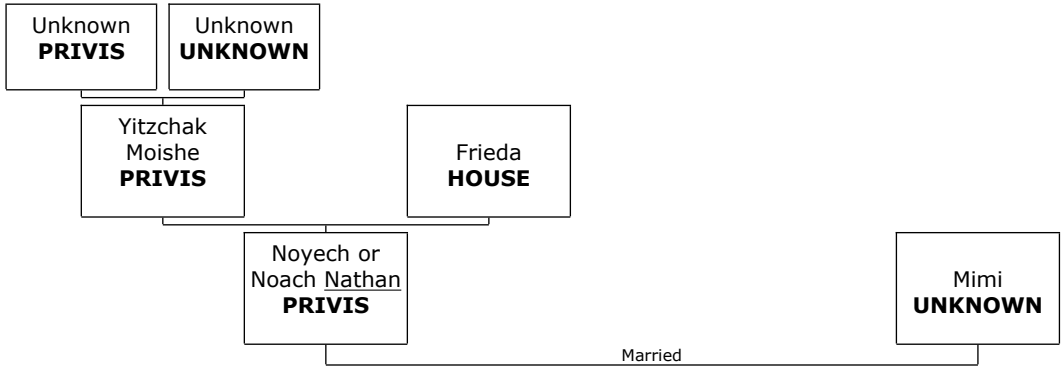 Unknown
PRIVIS
Unknown
UNKNOWN
Yitzchak
Moishe
PRIVIS
Frieda
HOUSE
Noyech or
Noach Nathan
PRIVIS
Mimi
UNKNOWN
Married